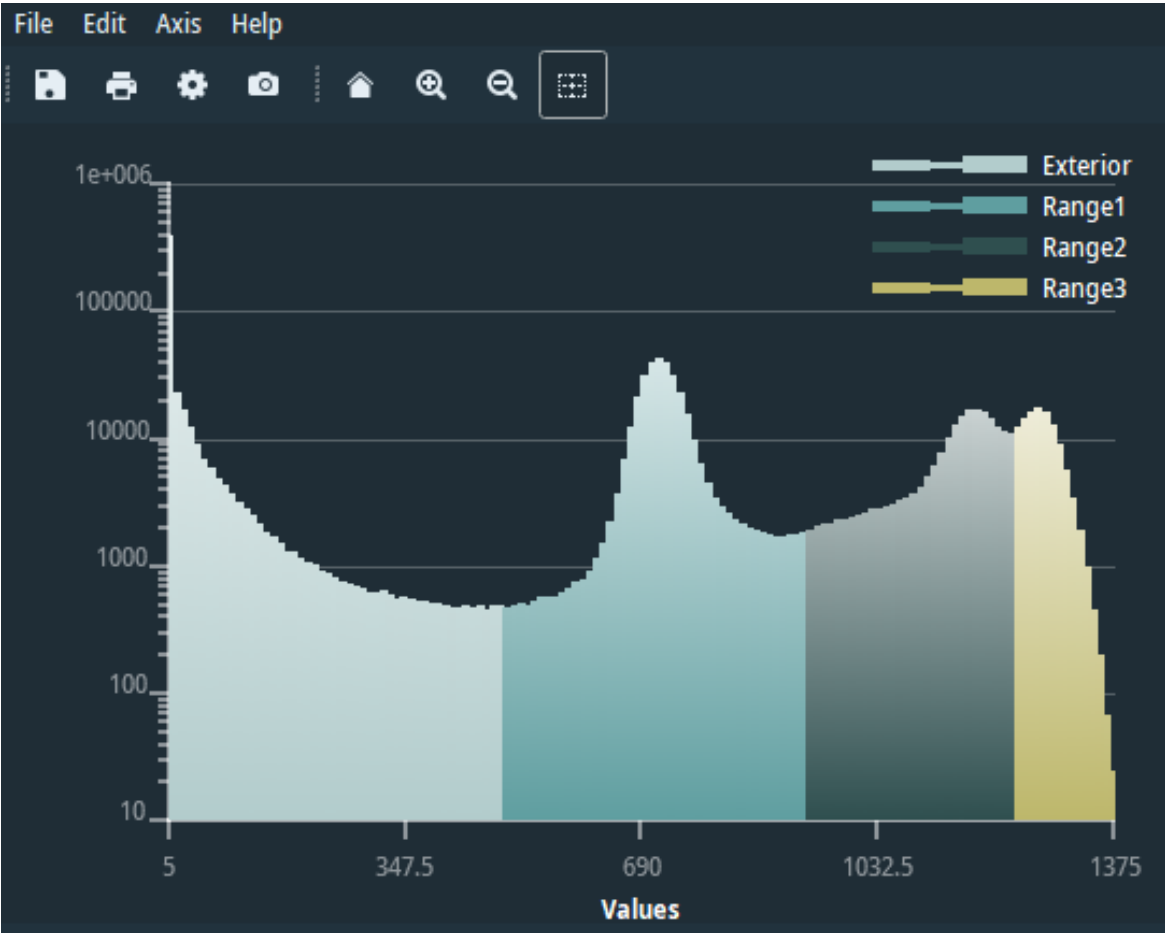 File Edit Axis Help
1e+006
100000
10000
1000
100
10
Exterior
Range1
Range2
Range3
5 347.5 690 1032.5 1375
Values